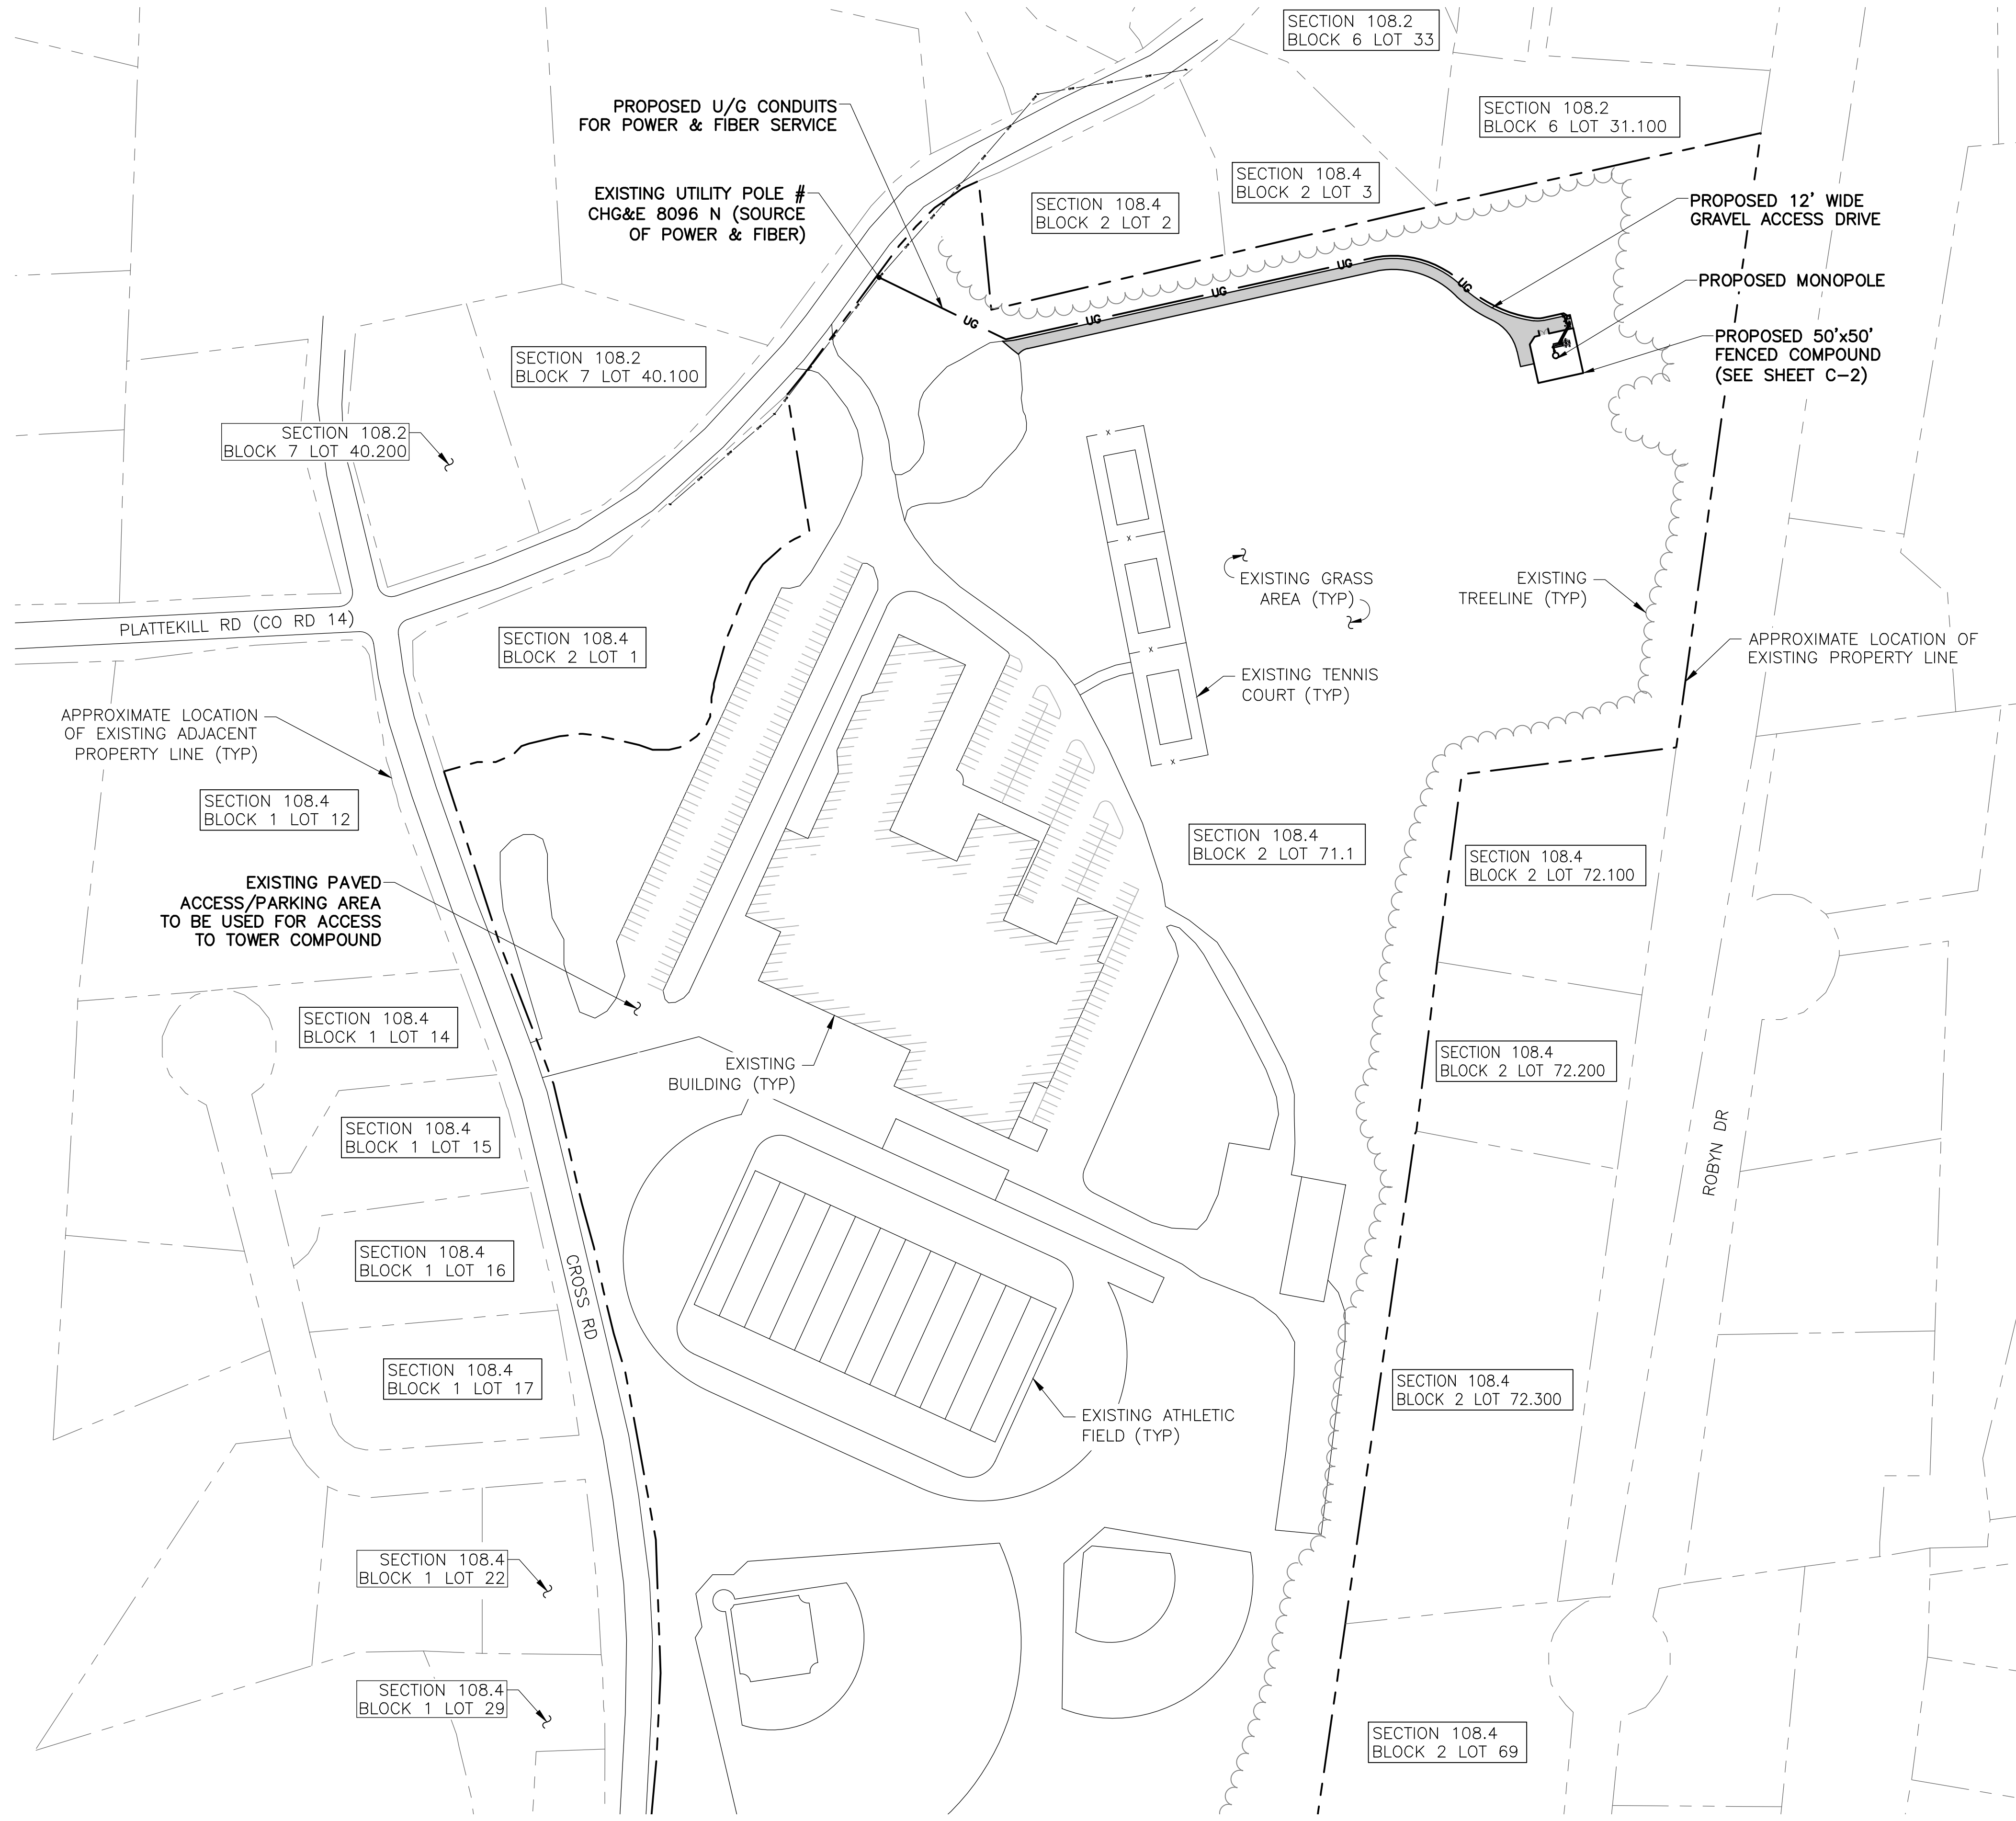 SECTION 108.2
BLOCK 6 LOT 33
PROPOSED U/G CONDUITS
FOR POWER & FIBER SERVICE
SECTION 108.2
BLOCK 6 LOT 31.100
EXISTING UTILITY POLE #
CHG&E 8096 N (SOURCE
OF POWER & FIBER)
SECTION 108.4
BLOCK 2 LOT 3
SECTION 108.4
BLOCK 2 LOT 2
PROPOSED 12' WIDE
GRAVEL ACCESS DRIVE
PROPOSED MONOPOLE
UG
UG
UG
UG
UG
PROPOSED 50'x50'
FENCED COMPOUND
(SEE SHEET C-2)
SECTION 108.2
BLOCK 7 LOT 40.100
SECTION 108.2
BLOCK 7 LOT 40.200
X
X
X
X
EXISTING GRASS
AREA (TYP)
EXISTING
TREELINE (TYP)
PLATTEKILL RD (CO RD 14)
SECTION 108.4
BLOCK 2 LOT 1
APPROXIMATE LOCATION OF
EXISTING PROPERTY LINE
EXISTING TENNIS
COURT (TYP)
APPROXIMATE LOCATION
OF EXISTING ADJACENT
PROPERTY LINE (TYP)
SECTION 108.4
BLOCK 1 LOT 12
SECTION 108.4
BLOCK 2 LOT 71.1
SECTION 108.4
BLOCK 2 LOT 72.100
EXISTING PAVED
ACCESS/PARKING AREA
TO BE USED FOR ACCESS
TO TOWER COMPOUND
SECTION 108.4
BLOCK 1 LOT 14
EXISTING
BUILDING (TYP)
SECTION 108.4
BLOCK 2 LOT 72.200
SECTION 108.4
BLOCK 1 LOT 15
ROBYN DR
SECTION 108.4
BLOCK 1 LOT 16
CROSS RD
SECTION 108.4
BLOCK 1 LOT 17
SECTION 108.4
BLOCK 2 LOT 72.300
EXISTING ATHLETIC
FIELD (TYP)
SECTION 108.4
BLOCK 1 LOT 22
SECTION 108.4
BLOCK 1 LOT 29
SECTION 108.4
BLOCK 2 LOT 69